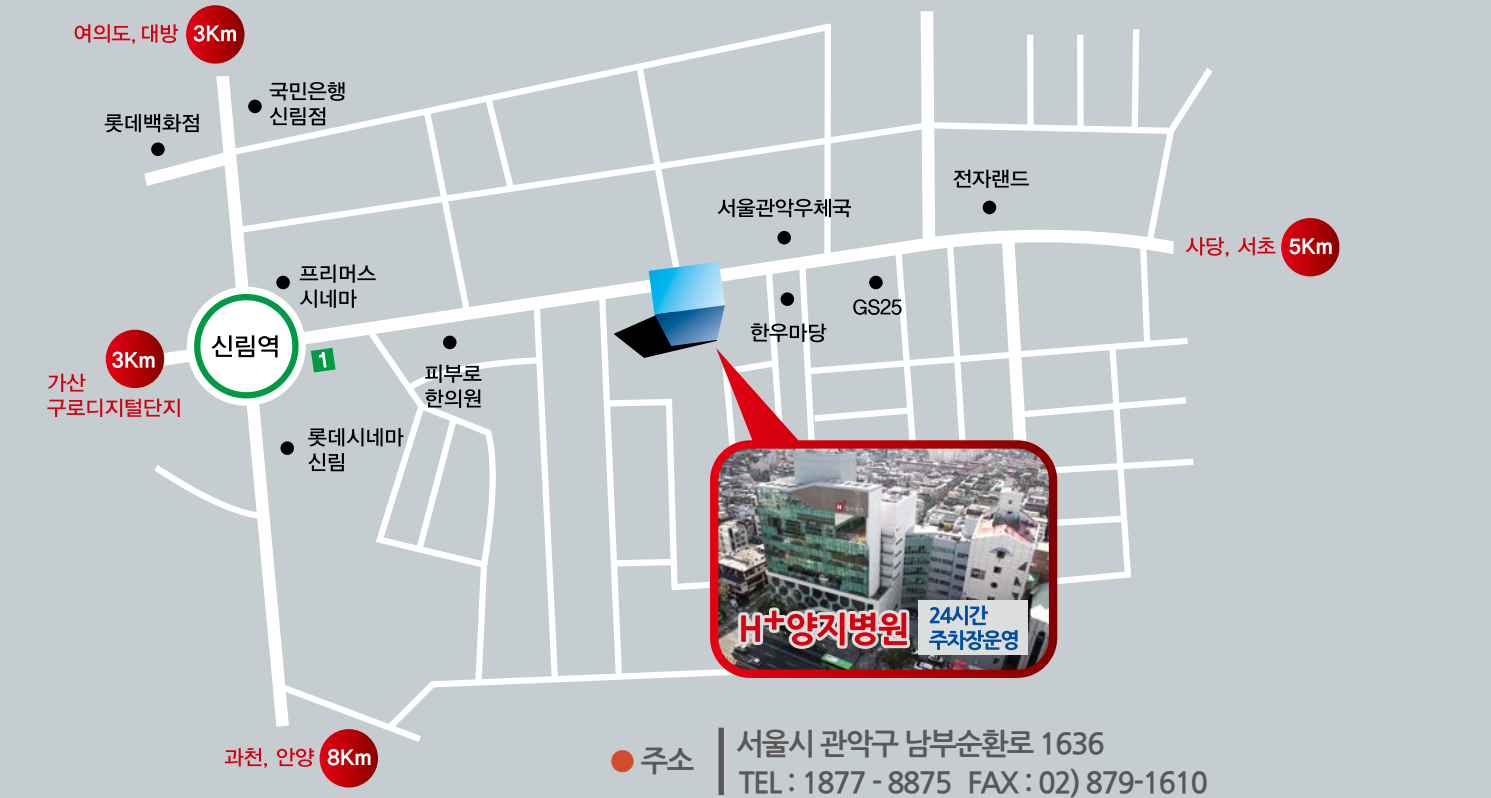 여의도, 대방 3Km
국민은행
신림점
롯데백화점
전자랜드
서울관악우체국
사당, 서초 5Km
프리머스
시네마
GS25
한우마당
신림역
1
3Km
가산
구로디지털단지
피부로
한의원
롯데시네마
신림
H+양지병원
24시간
주차장운영
과천, 안양 8Km
주소
서울시 관악구 남부순환로 1636
TEL : 1877 - 8875 FAX : 02) 879-1610